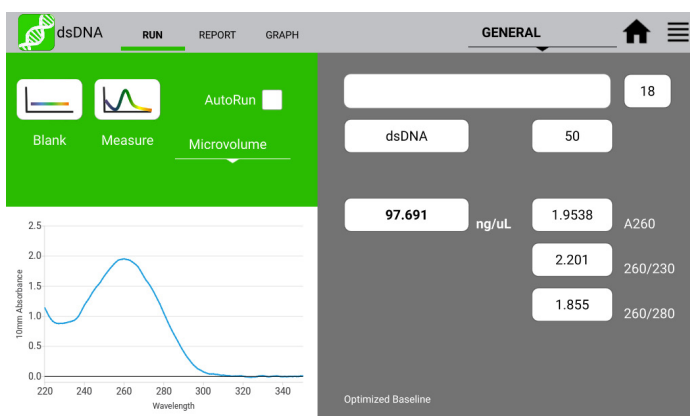 dsDNA RUN REPORT GRAPH GENERAL
AutoRun
Blank Measure Microvolume
18
dsDNA 50
97.691 ng/uL 1.9538 A260
2.201 260/230
1.855 260/280
Optimized Baseline
10mm Absorbance
2.5
2.0
1.5
1.0
0.5
0.0
220 240 260 280 300 320 340
Wavelength